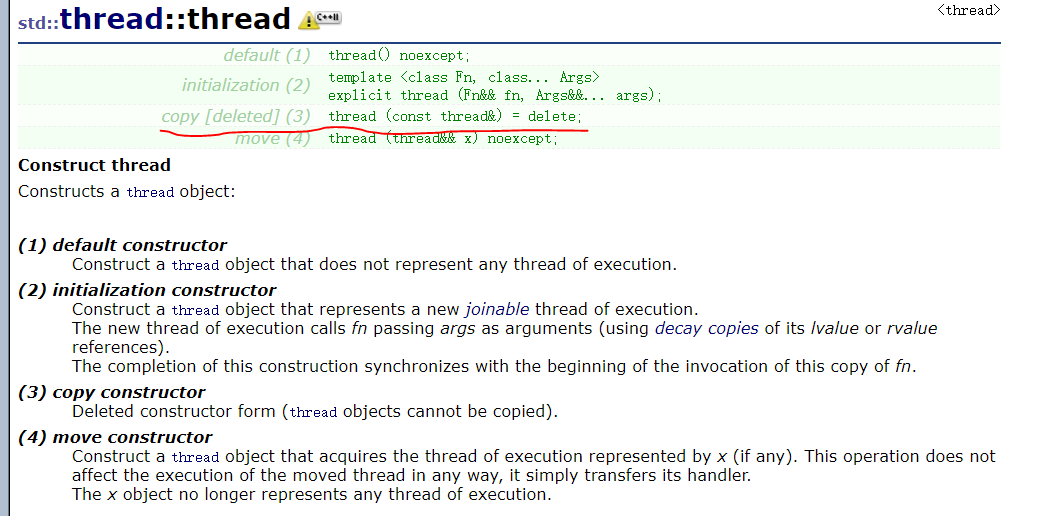 std::thread::thread C++11 <thread>
default (1) thread() noexcept;
initialization (2) template <class Fn, class... Args>
explicit thread (Fn&& fn, Args&&... args);
copy [deleted] (3) thread (const thread&) = delete;
move (4) thread (thread&& x) noexcept;
Construct thread
Constructs a thread object:
(1) default constructor
Construct a thread object that does not represent any thread of execution.
(2) initialization constructor
Construct a thread object that represents a new joinable thread of execution.
The new thread of execution calls fn passing args as arguments (using decay copies of its lvalue or rvalue
references).
The completion of this construction synchronizes with the beginning of the invocation of this copy of fn.
(3) copy constructor
Deleted constructor form (thread objects cannot be copied).
(4) move constructor
Construct a thread object that acquires the thread of execution represented by x (if any). This operation does not
affect the execution of the moved thread in any way, it simply transfers its handler.
The x object no longer represents any thread of execution.